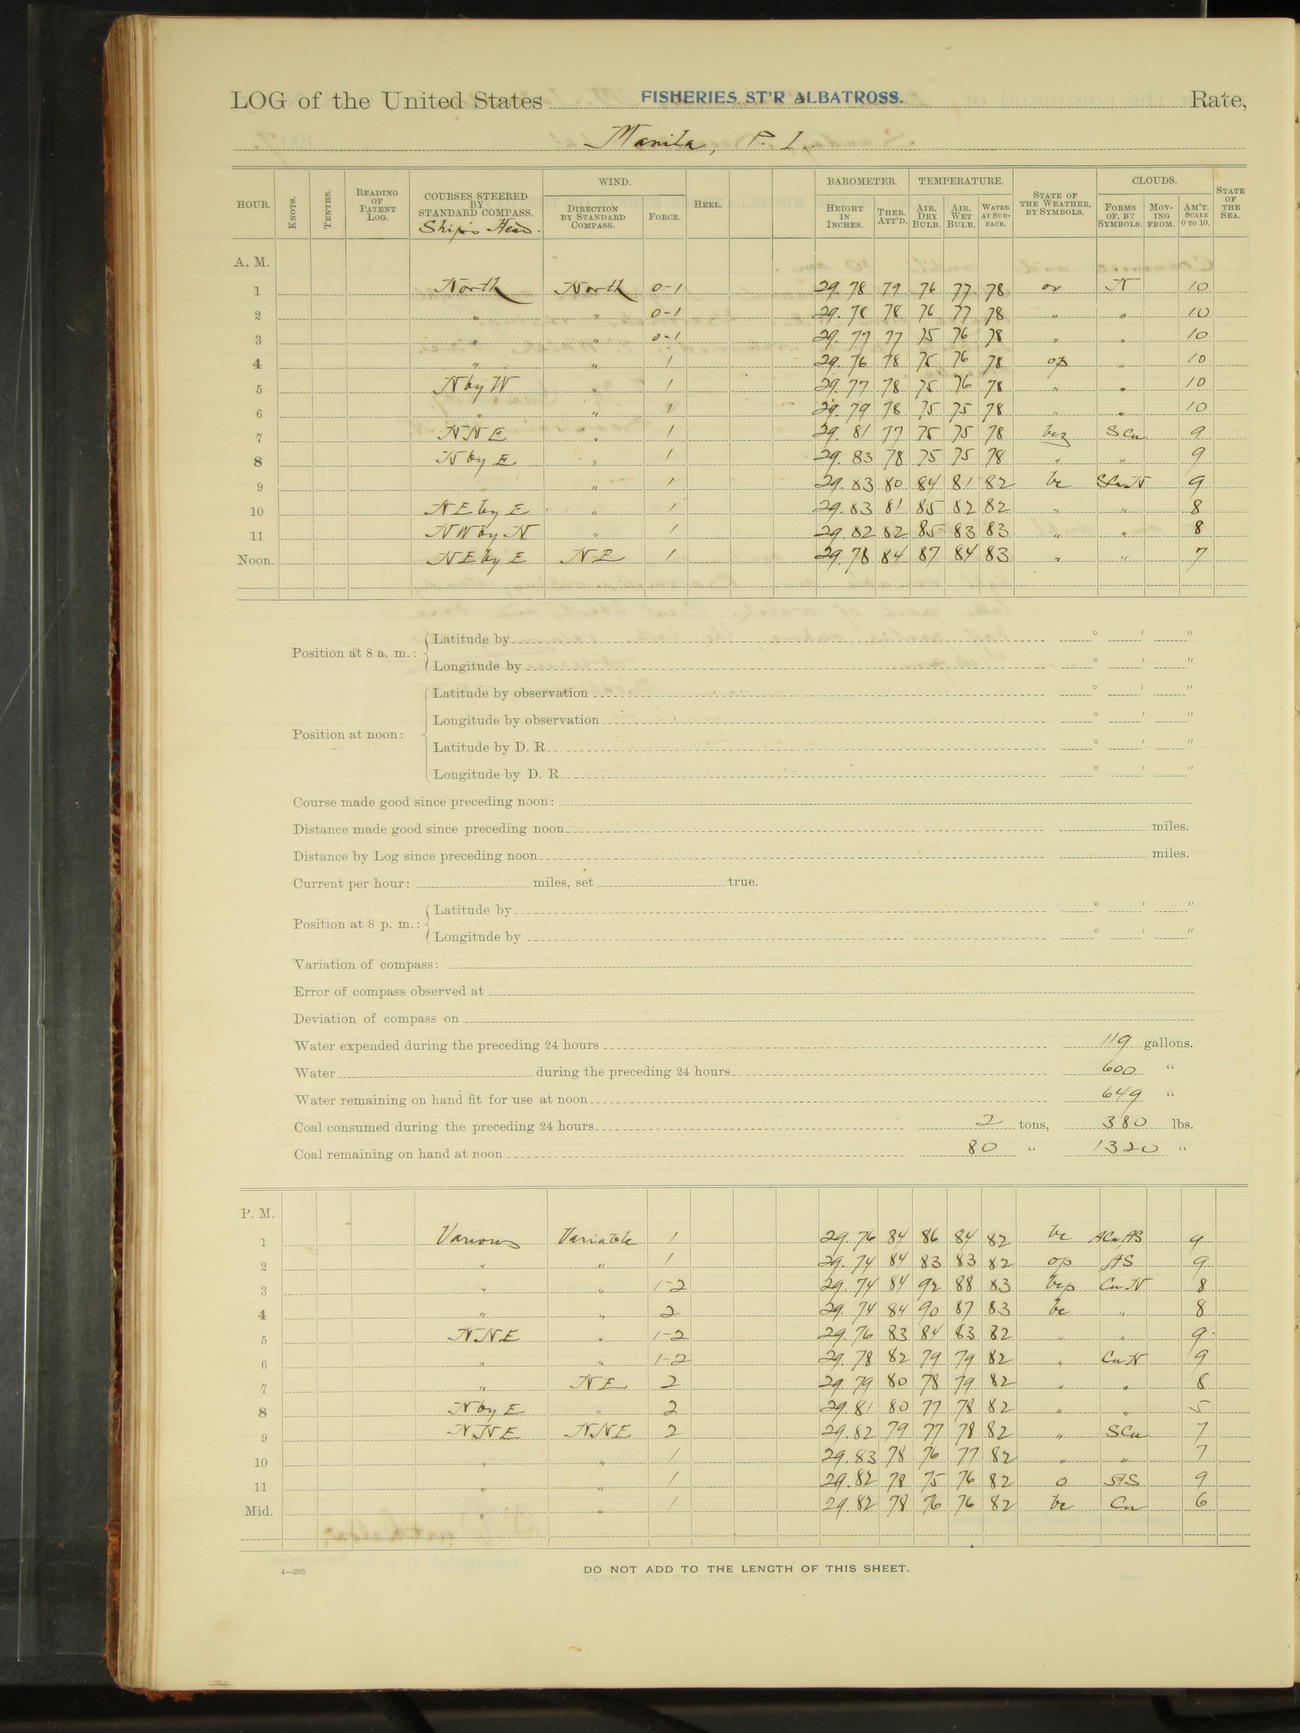 LOG of the United States FISHERIES ST'R ALBATROSS. Rate,
Manila, P. I.
HOUR. KNOTS. TENTHS. READING OF PATENT LOG. COURSES STEERED BY STANDARD COMPASS. Ship's Head. WIND. DIRECTION BY STANDARD COMPASS. FORCE. HEEL. BAROMETER. HEIGHT IN INCHES. THER. ATT'D. TEMPERATURE. AIR, DRY BULB. AIR, WET BULB. WATER AT SURFACE. STATE OF THE WEATHER, BY SYMBOLS. CLOUDS. FORMS OF, BY SYMBOLS. MOVING FROM. AM'T. SCALE 0 TO 10. STATE OF THE SEA.
A. M.
1 North North 0-1 29.78 79 76 77 78 or N 10
2 " " 0-1 29.78 78 76 77 78 " " 10
3 " " 0-1 29.77 77 75 76 78 " " 10
4 " " 1 29.76 78 75 76 78 op " 10
5 N by W " 1 29.77 78 75 76 78 " " 10
6 " " 1 29.79 78 75 75 78 " " 10
7 NNE " 1 29.81 77 75 75 78 bcz S Cu 9
8 N by E " 1 29.83 78 75 75 78 " " 9
9 " " 1 29.83 80 84 81 82 bc 9
10 NE by E " 1 29.83 81 85 82 82 " " 8
11 NW by N " 1 29.82 82 85 83 83 " " 8
Noon. NE by E NE 1 29.78 84 87 84 83 " " 7
Position at 8 a. m.: Latitude by ° ' "
Longitude by ° ' "
Position at noon: Latitude by observation ° ' "
Longitude by observation ° ' "
Latitude by D. R. ° ' "
Longitude by D. R. ° ' "
Course made good since preceding noon:
Distance made good since preceding noon miles.
Distance by Log since preceding noon miles.
Current per hour: miles, set true.
Position at 8 p. m.: Latitude by ° ' "
Longitude by ° ' "
Variation of compass:
Error of compass observed at
Deviation of compass on
Water expended during the preceding 24 hours 119 gallons.
Water during the preceding 24 hours 600 "
Water remaining on hand fit for use at noon 649 "
Coal consumed during the preceding 24 hours 2 tons, 380 lbs.
Coal remaining on hand at noon 80 " 1320 "
P. M.
1 Various Variable 1 29.76 84 86 84 82 bc ACu, AS 9
2 " " 1 29.74 84 83 83 82 op AS 9
3 " " 1-2 29.74 84 92 88 83 bcp Cu N 8
4 " " 2 29.74 84 90 87 83 bc " 8
5 NNE " 1-2 29.76 83 84 83 82 " " 9
6 " " 1-2 29.78 82 79 79 82 " Cu N 9
7 " NE 2 29.79 80 78 79 82 " " 8
8 N by E " 2 29.81 80 77 78 82 " " 5
9 NNE NNE 2 29.82 79 77 78 82 " S Cu 7
10 " " 1 29.83 78 76 77 82 " " 7
11 " " 1 29.82 78 75 76 82 o 9
Mid. " " 1 29.82 78 76 76 82 bc Cu 6
4—265 DO NOT ADD TO THE LENGTH OF THIS SHEET.